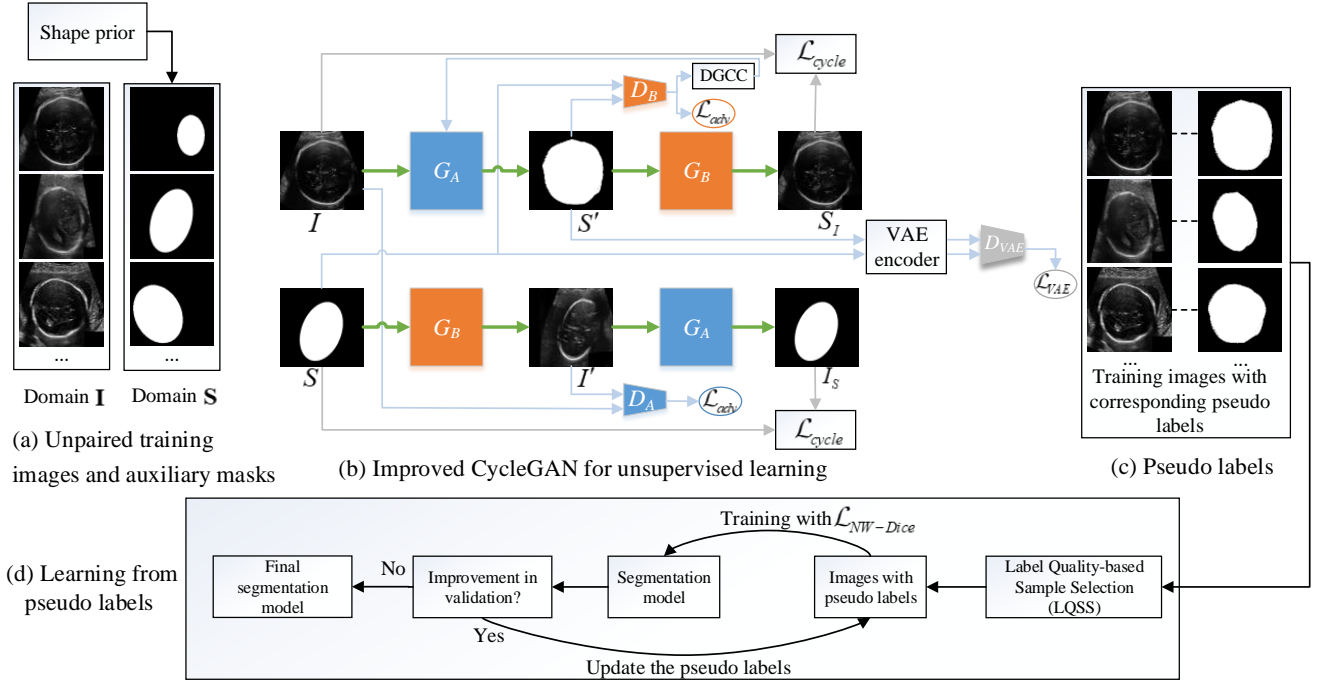 Shape prior
...
...
Domain I
Domain S
(a) Unpaired training
images and auxiliary masks
ℒcycle
DGCC
D_B
ℒadv
G_A
G_B
I
S'
S_I
VAE
encoder
D_VAE
ℒVAE
G_B
G_A
S
I'
I_S
D_A
ℒadv
ℒcycle
(b) Improved CycleGAN for unsupervised learning
...
...
Training images with
corresponding pseudo
labels
(c) Pseudo labels
(d) Learning from
pseudo labels
Training with ℒNW-Dice
Final
segmentation
model
No
Improvement in
validation?
Segmentation
model
Images with
pseudo labels
Label Quality-based
Sample Selection
(LQSS)
Yes
Update the pseudo labels